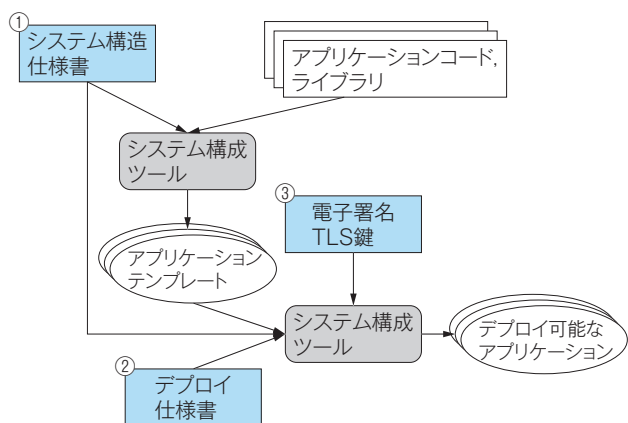 ①
システム構造
仕様書
アプリケーションコード,
ライブラリ
システム構成
ツール
③
電子署名
TLS鍵
アプリケーション
テンプレート
システム構成
ツール
デプロイ可能な
アプリケーション
②
デプロイ
仕様書